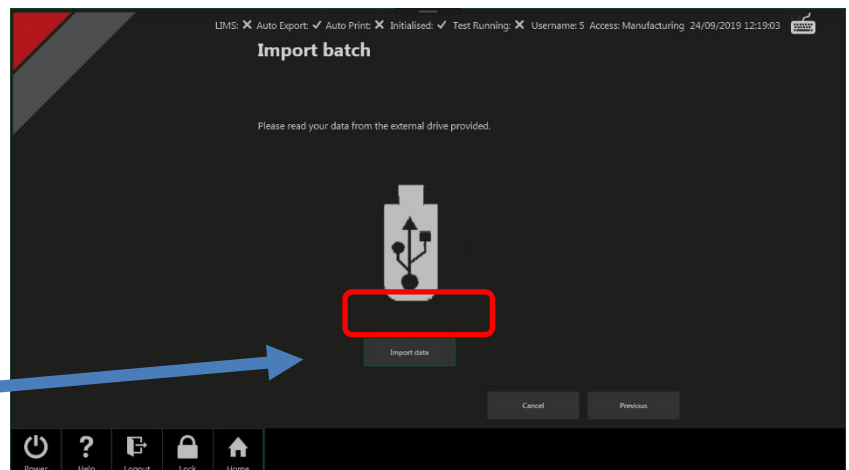 LIMS: ✕ Auto Export: ✓ Auto Print: ✕ Initialised: ✓ Test Running: ✕ Username: 5 Access: Manufacturing 24/09/2019 12:19:03
Import batch
Please read your data from the external drive provided.
Import data
Cancel Previous
Power Help Logout Lock Home